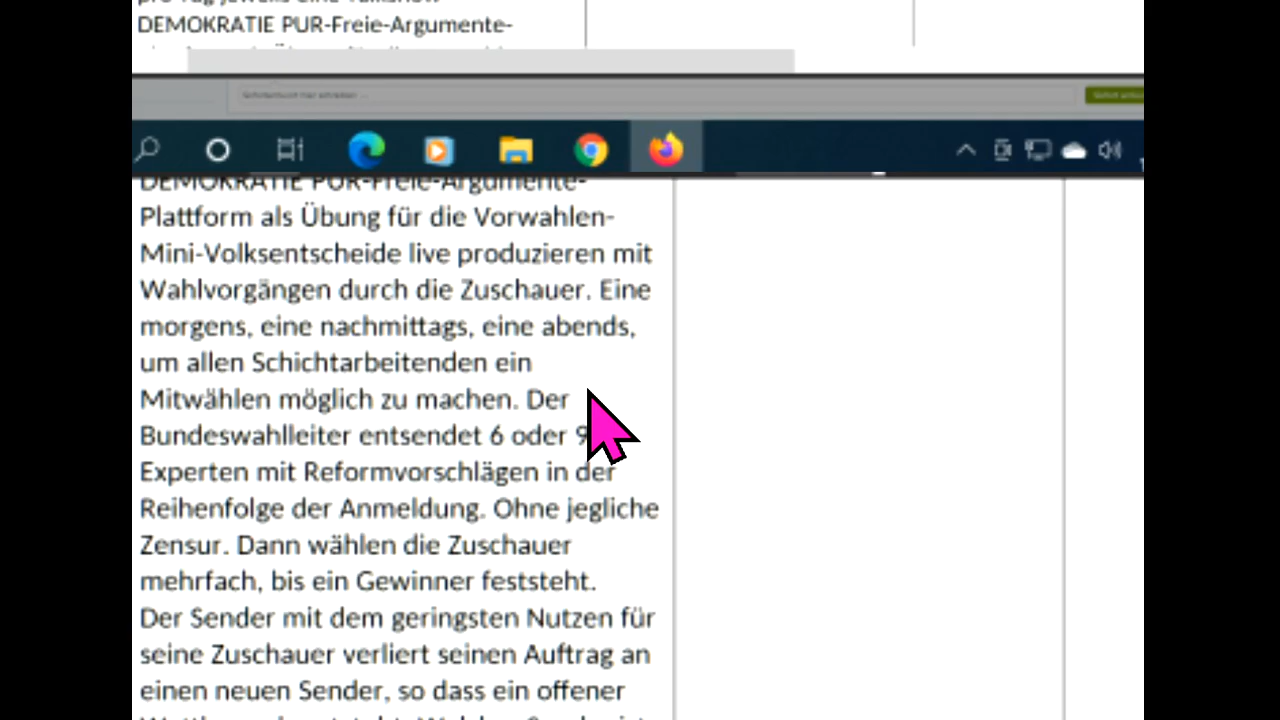 DEMOKRATIE PUR-Freie-Argumente-
DEMOKRATIE PUR-Freie-Argumente-
Plattform als Übung für die Vorwahlen-
Mini-Volksentscheide live produzieren mit
Wahlvorgängen durch die Zuschauer. Eine
morgens, eine nachmittags, eine abends,
um allen Schichtarbeitenden ein
Mitwählen möglich zu machen. Der
Bundeswahlleiter entsendet 6 oder 9
Experten mit Reformvorschlägen in der
Reihenfolge der Anmeldung. Ohne jegliche
Zensur. Dann wählen die Zuschauer
mehrfach, bis ein Gewinner feststeht.
Der Sender mit dem geringsten Nutzen für
seine Zuschauer verliert seinen Auftrag an
einen neuen Sender, so dass ein offener